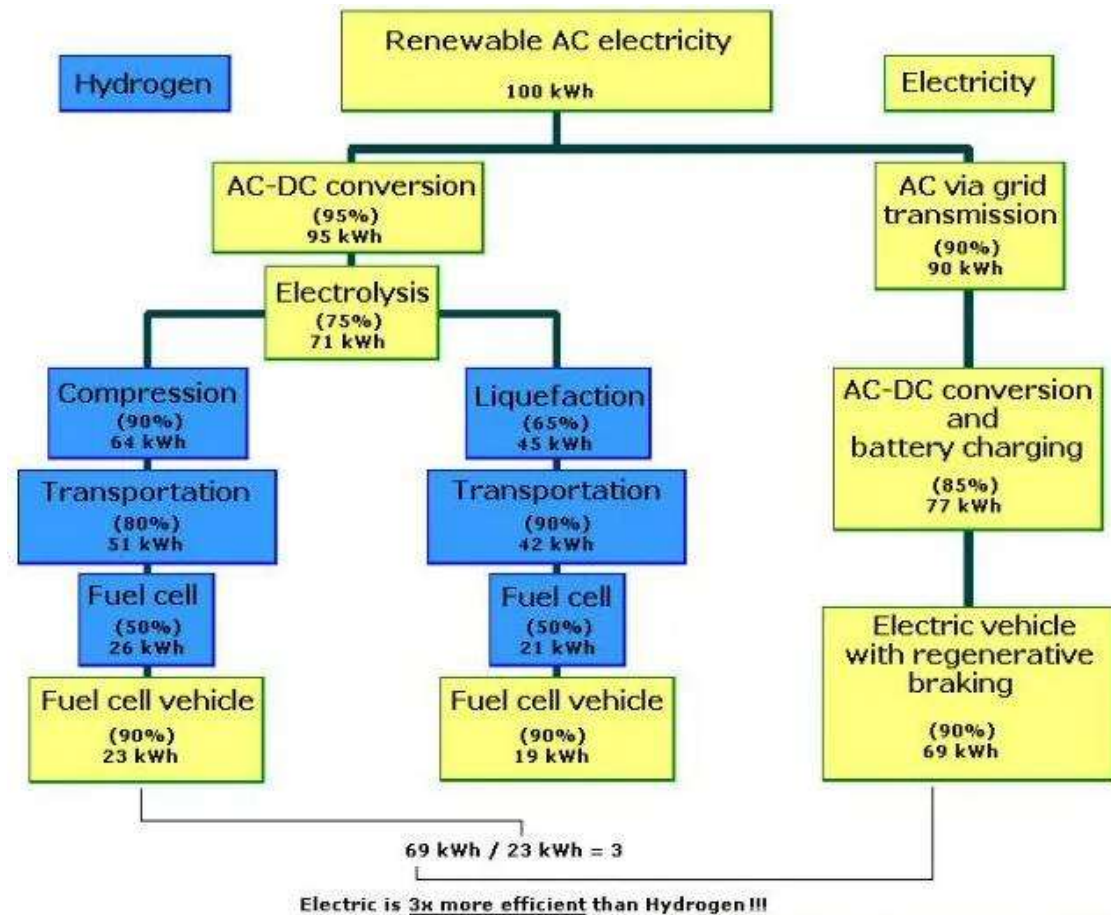 Renewable AC electricity
100 kWh
Hydrogen
Electricity
AC-DC conversion
(95%)
95 kWh
Electrolysis
(75%)
71 kWh
Compression
(90%)
64 kWh
Transportation
(80%)
51 kWh
Fuel cell
(50%)
26 kWh
Fuel cell vehicle
(90%)
23 kWh
Liquefaction
(65%)
45 kWh
Transportation
(90%)
42 kWh
Fuel cell
(50%)
21 kWh
Fuel cell vehicle
(90%)
19 kWh
AC via grid
transmission
(90%)
90 kWh
AC-DC conversion
and
battery charging
(85%)
77 kWh
Electric vehicle
with regenerative
braking
(90%)
69 kWh
69 kWh / 23 kWh = 3
Electric is 3x more efficient than Hydrogen!!!